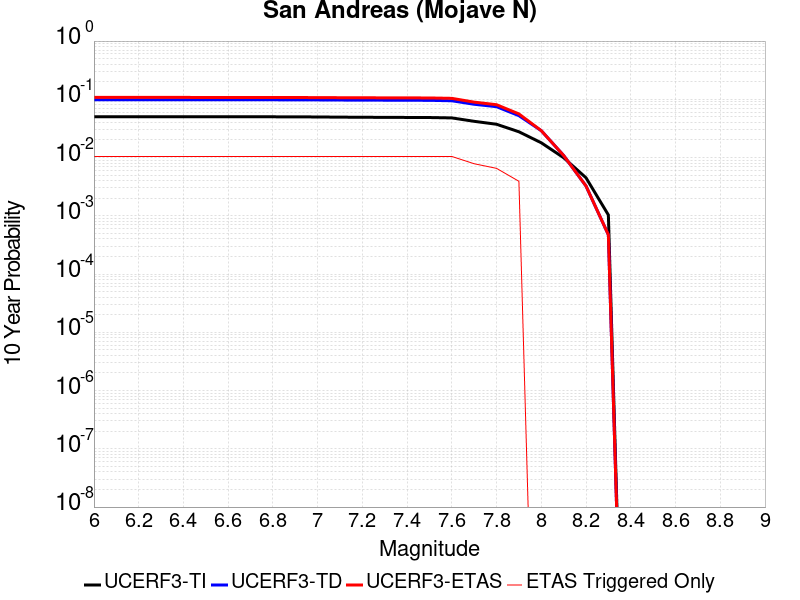 San Andreas (Mojave N)
10^0
10^-1
10^-2
10^-3
10^-4
10^-5
10^-6
10^-7
10^-8
10 Year Probability
6 6.2 6.4 6.6 6.8 7 7.2 7.4 7.6 7.8 8 8.2 8.4 8.6 8.8 9
Magnitude
UCERF3-TI UCERF3-TD UCERF3-ETAS ETAS Triggered Only